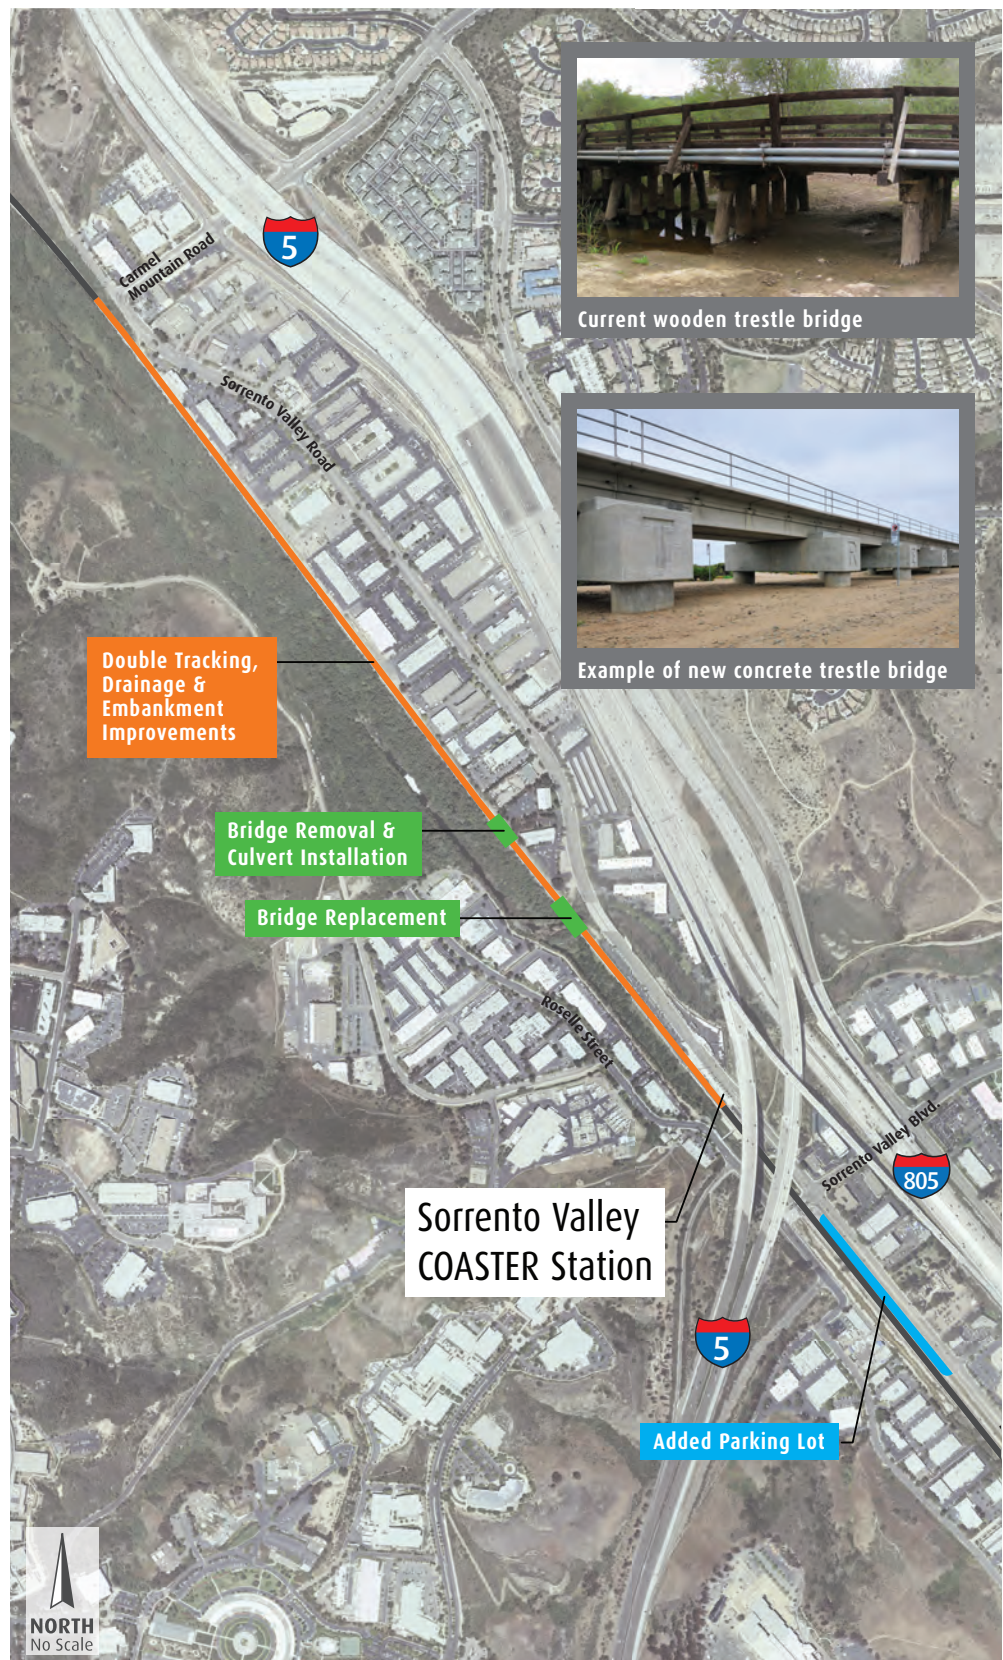 Current wooden trestle bridge
5
Carmel
Mountain Road
Sorrento Valley Road
Example of new concrete trestle bridge
Double Tracking,
Drainage &
Embankment
Improvements
Bridge Removal &
Culvert Installation
Bridge Replacement
Roselle Street
Sorrento Valley Blvd.
805
Sorrento Valley
COASTER Station
5
Added Parking Lot
NORTH
No Scale